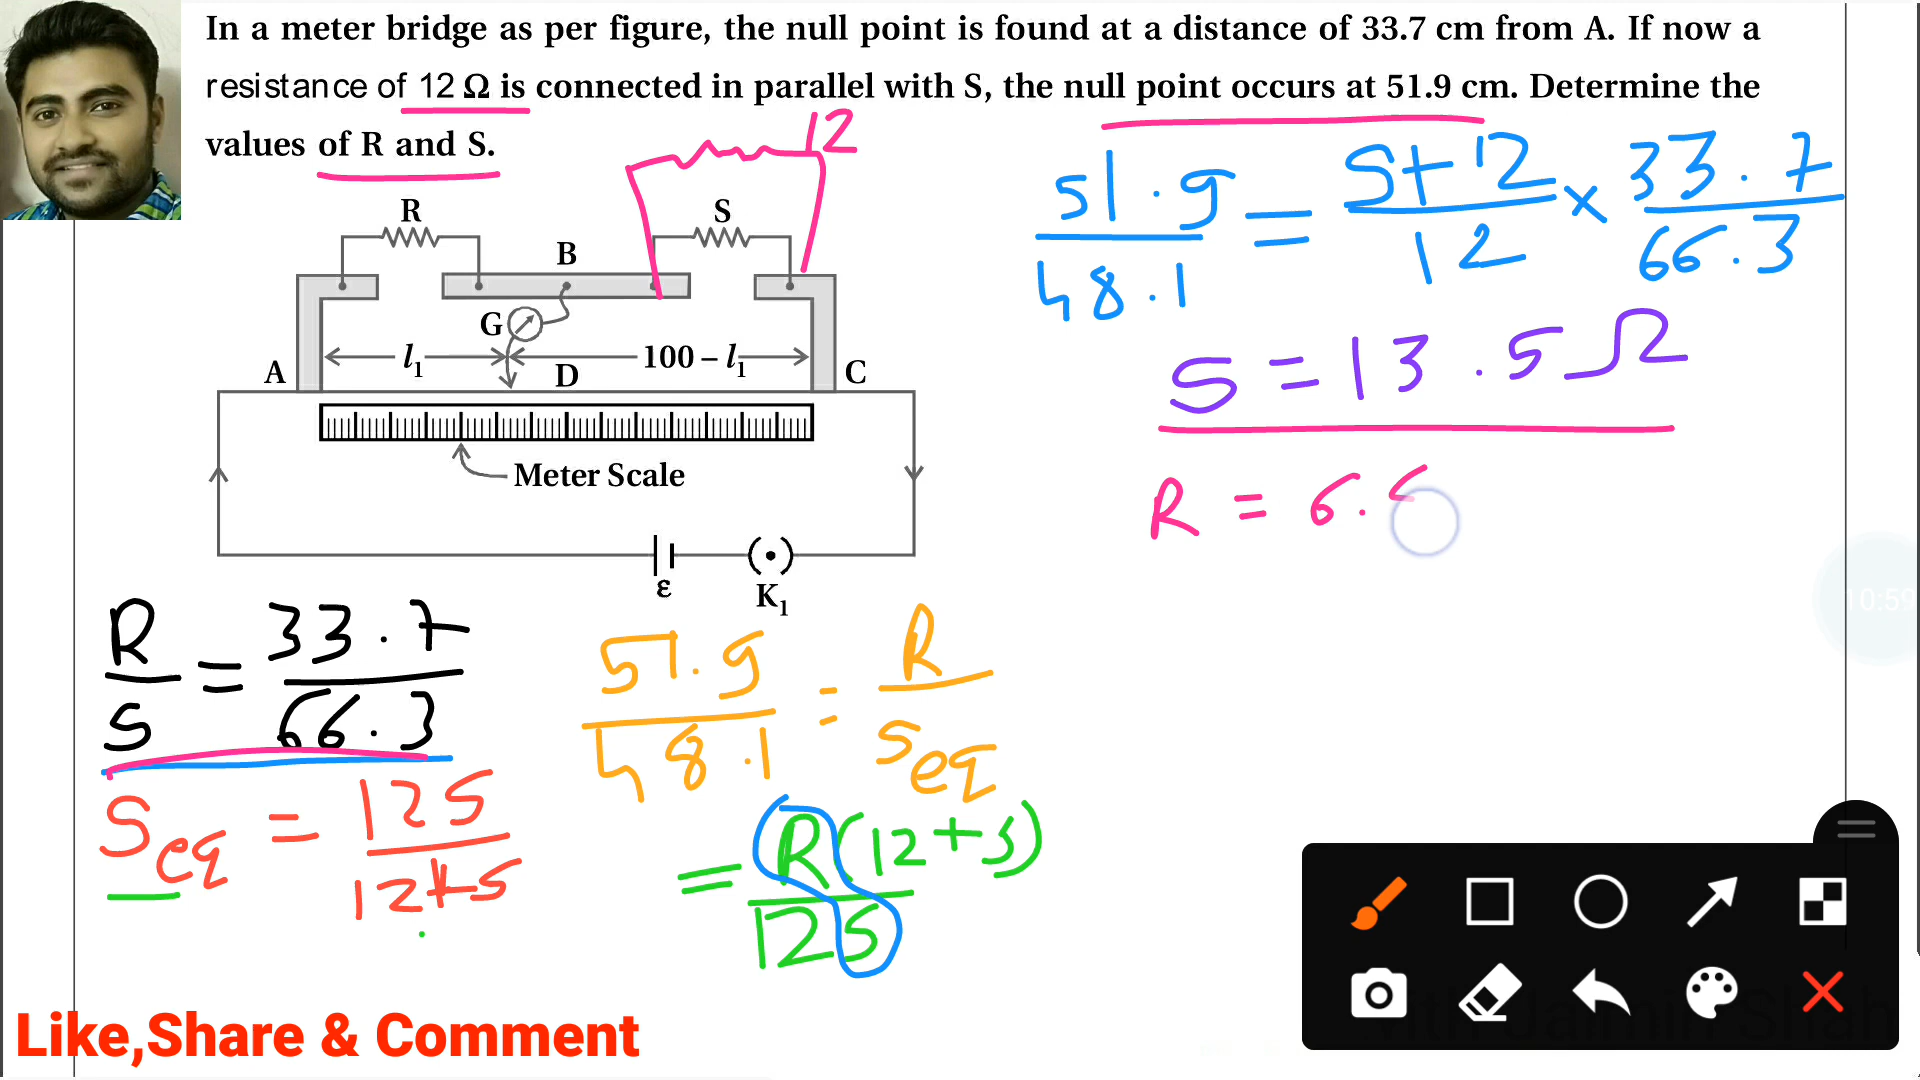 In a meter bridge as per figure, the null point is found at a distance of 33.7 cm from A. If now a
resistance of 12 Ω is connected in parallel with S, the null point occurs at 51.9 cm. Determine the
values of R and S.
12
R
S
B
G
l₁
100 – l₁
A
D
C
Meter Scale
ε
K₁
51.9/48.1 = S+12/12 × 33.7/66.3
S = 13.5 Ω
R = 6.
R/S = 33.7/66.3
51.9/48.1 = R/Seq
Seq = 12S/12+S
= R(12+S)/12S
10:59
Like,Share & Comment